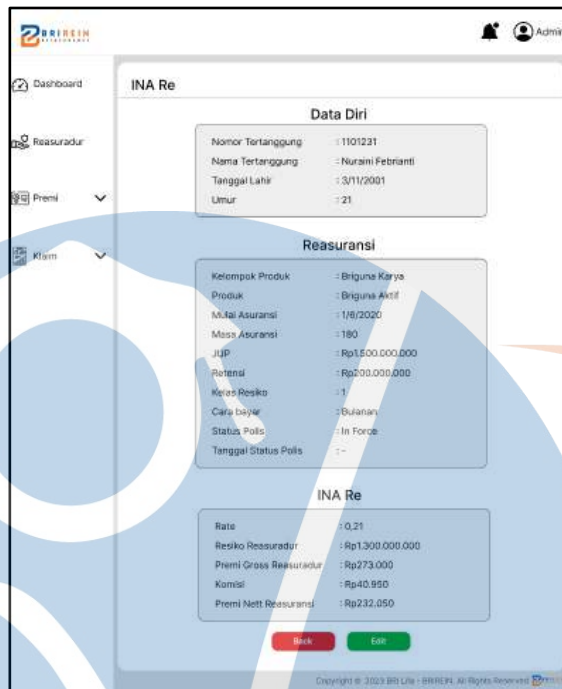 BRIREIN
Admin
Dashboard
Reasuradur
Premi
Klaim
INA Re
Data Diri
Nomor Tertanggung : 1101231
Nama Tertanggung : Nuraini Febrianti
Tanggal Lahir : 3/11/2001
Umur : 21
Reasuransi
Kelompok Produk : Briguna Karya
Produk : Briguna Aktif
Mulai Asuransi : 1/6/2020
Masa Asuransi : 180
JUP : Rp1.500.000.000
Retensi : Rp200.000.000
Kelas Resiko : 1
Cara bayar : Bulanan
Status Polis : In Force
Tanggal Status Polis : -
INA Re
Rate : 0,21
Resiko Reasuradur : Rp1.300.000.000
Premi Gross Reasuradur : Rp273.000
Komisi : Rp40.950
Premi Nett Reasuransi : Rp232.050
Back Edit
Copyright © 2023 BRI Life - BRIREIN, All Rights Reserved